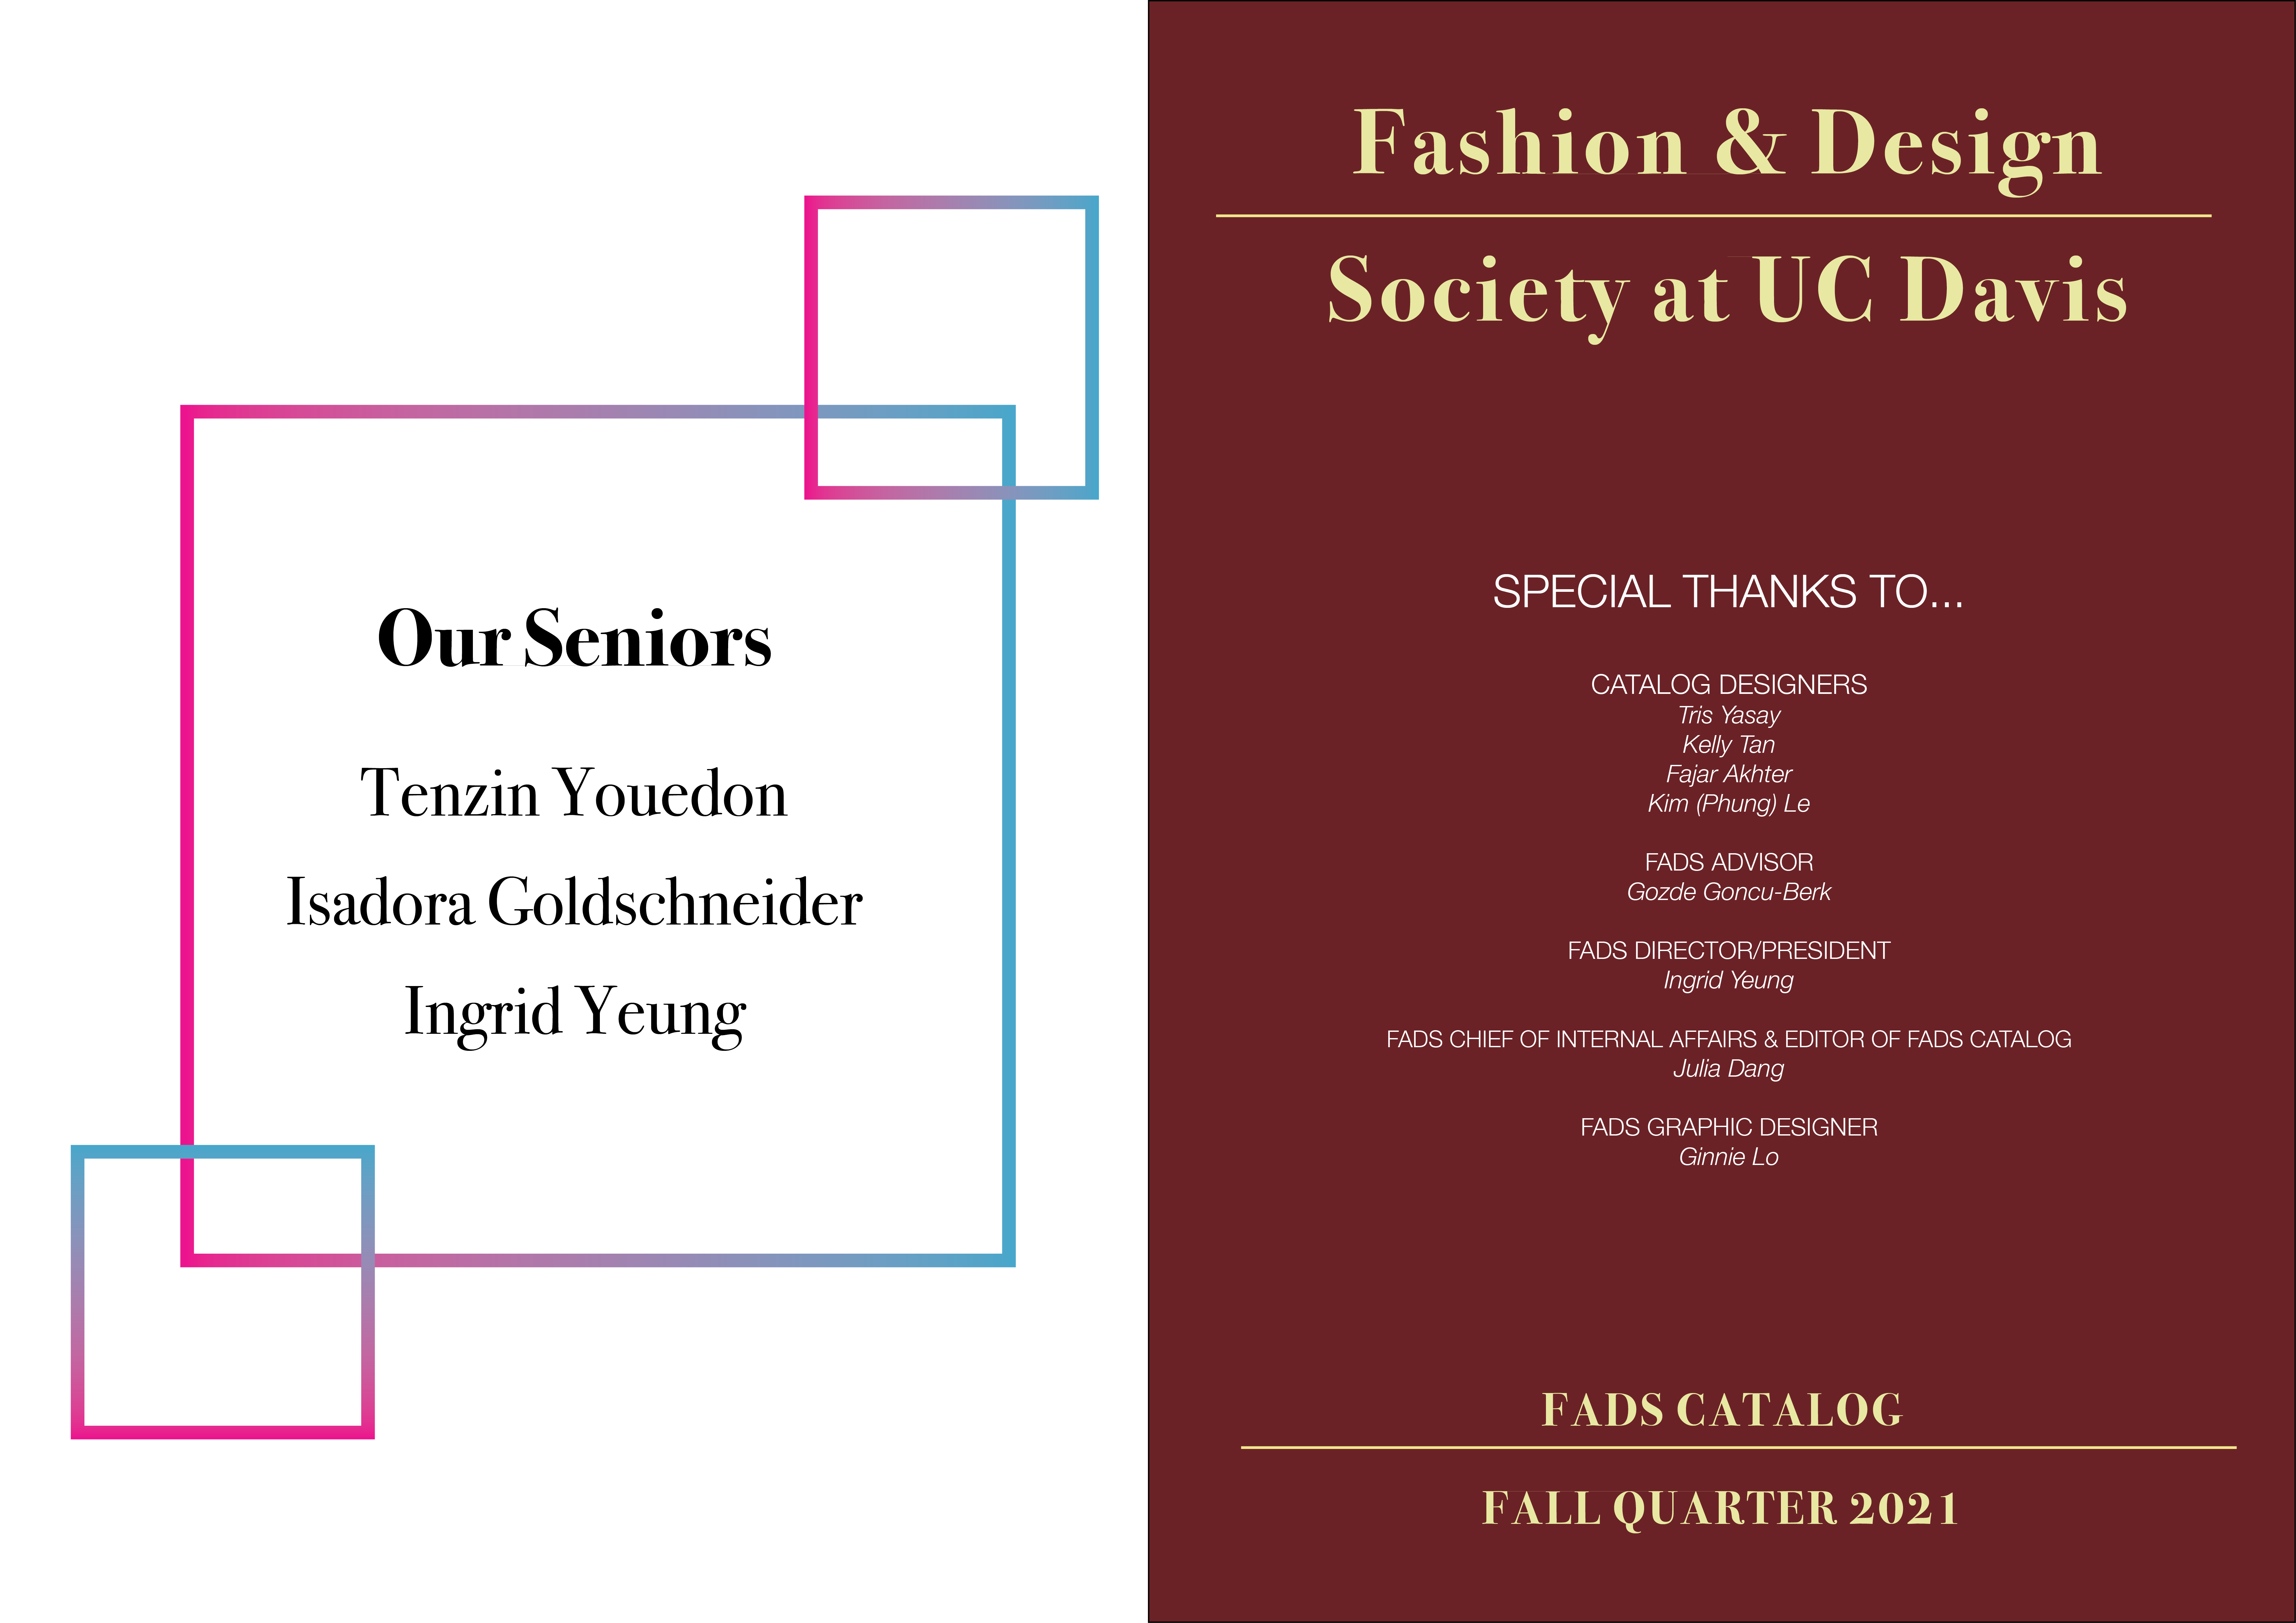 Our Seniors
Tenzin Youedon
Isadora Goldschneider
Ingrid Yeung
Fashion & Design
Society at UC Davis
SPECIAL THANKS TO...
CATALOG DESIGNERS
Tris Yasay
Kelly Tan
Fajar Akhter
Kim (Phung) Le
FADS ADVISOR
Gozde Goncu-Berk
FADS DIRECTOR/PRESIDENT
Ingrid Yeung
FADS CHIEF OF INTERNAL AFFAIRS & EDITOR OF FADS CATALOG
Julia Dang
FADS GRAPHIC DESIGNER
Ginnie Lo
FADS CATALOG
FALL QUARTER 2021